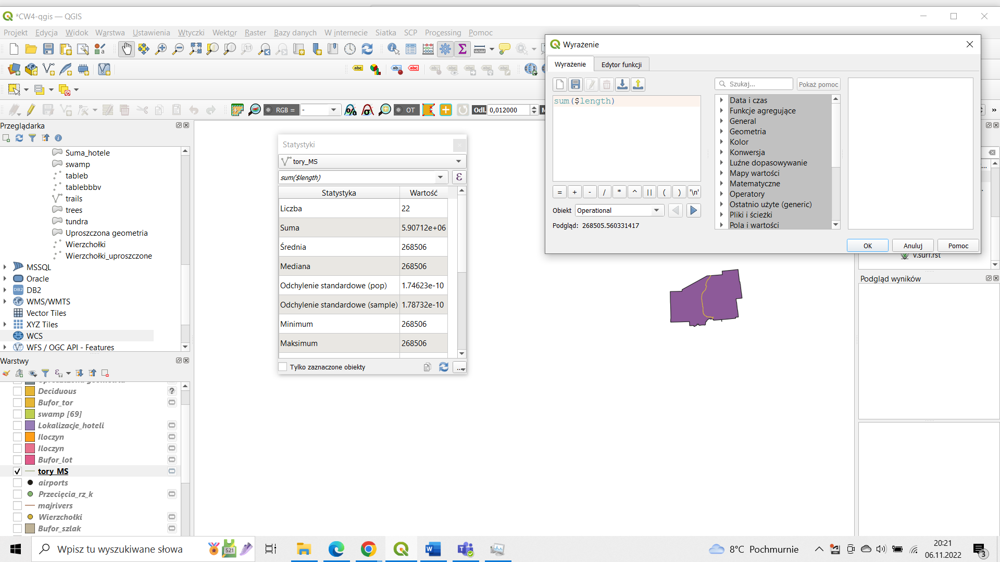 *CW4-qgis — QGIS
Projekt Edycja Widok Warstwa Ustawienia Wtyczki Wektor Raster Bazy danych W internecie Siatka SCP Processing Pomoc
RGB =
-
OT
Odl.
0,012000
M
»
Przeglądarka
Suma_hotele
swamp
tableb
tablebbbv
trails
trees
tundra
Uproszczona geometria
Wierzchołki
Wierzchołki_uproszczone
MSSQL
Oracle
DB2
WMS/WMTS
Vector Tiles
XYZ Tiles
WCS
WFS / OGC API - Features
Warstwy
Deciduous
Bufor_tor
swamp [69]
Lokalizacje_hoteli
Iloczyn
Iloczyn
Bufor_lot
tory_MS
airports
Przecięcia_rz_k
majrivers
Wierzchołki
Bufor_szlak
Statystyki
tory_MS
sum($length)
ε
Statystyka Wartość
Liczba 22
Suma 5.90712e+06
Średnia 268506
Mediana 268506
Odchylenie standardowe (pop) 1.74623e-10
Odchylenie standardowe (sample) 1.78732e-10
Minimum 268506
Maksimum 268506
Tylko zaznaczone obiekty
...
Wyrażenie
Wyrażenie Edytor funkcji
sum($length)
= + - / * ^ || ( ) '\n'
Obiekt Operational
Podgląd: 268505.560331417
Szukaj...
Pokaż pomoc
Data i czas
Funkcje agregujące
General
Geometria
Kolor
Konwersja
Luźne dopasowywanie
Mapy wartości
Matematyczne
Operatory
Ostatnio użyte (generic)
Pliki i ścieżki
Pola i wartości
OK Anuluj Pomoc
v.surf.rst
Podgląd wyników
Wpisz tu wyszukiwane słowa
521
8°C Pochmurnie
20:21
06.11.2022
3